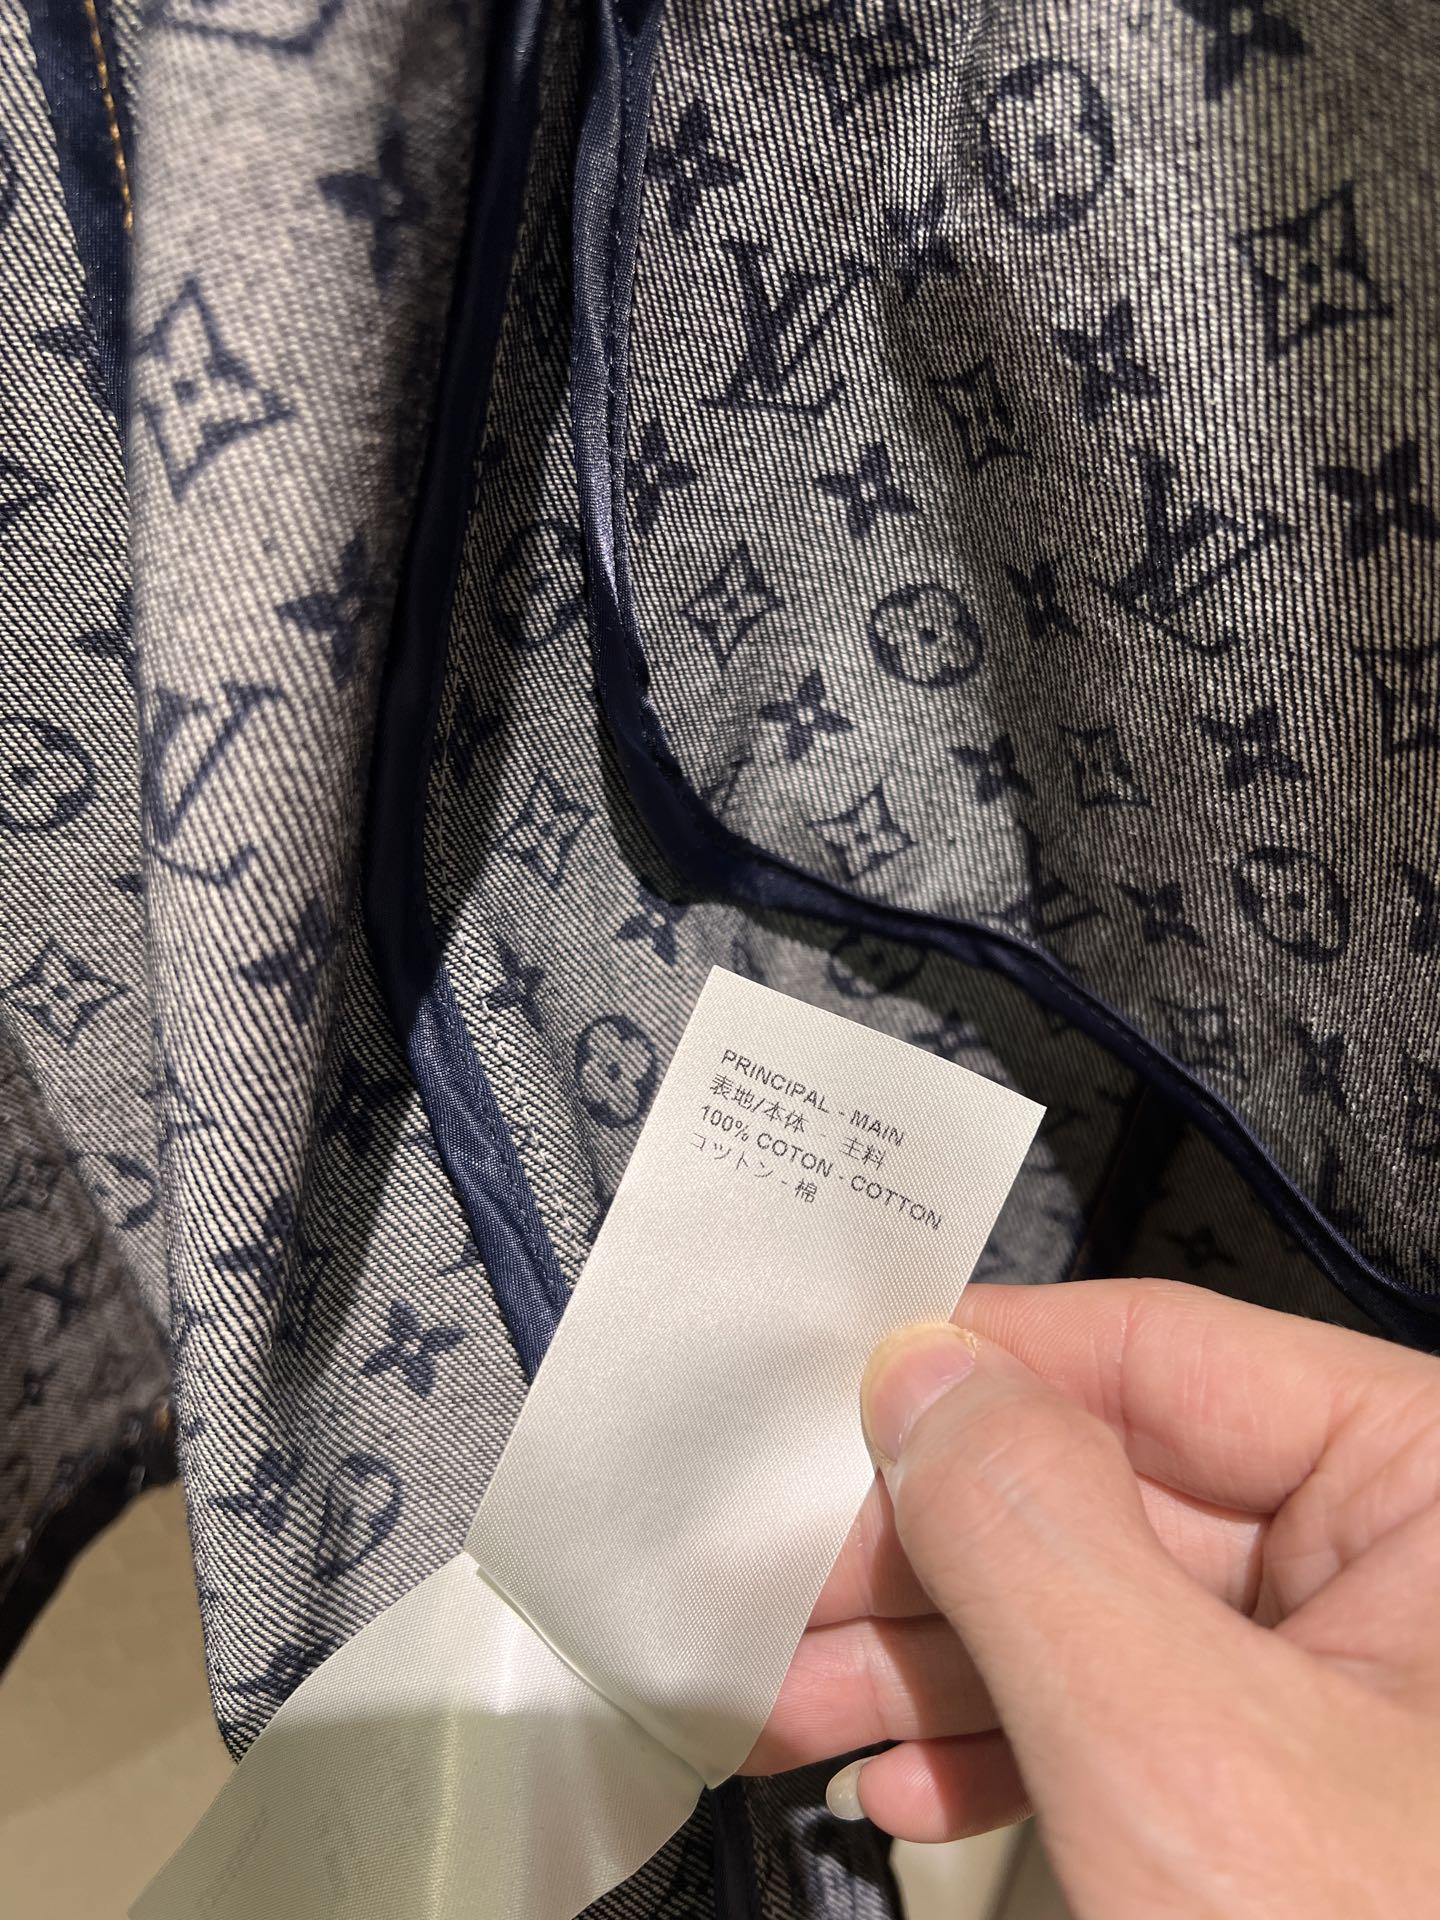 PRINCIPAL - MAIN
表地/本体 - 主料
100% COTON - COTTON
コットン - 棉